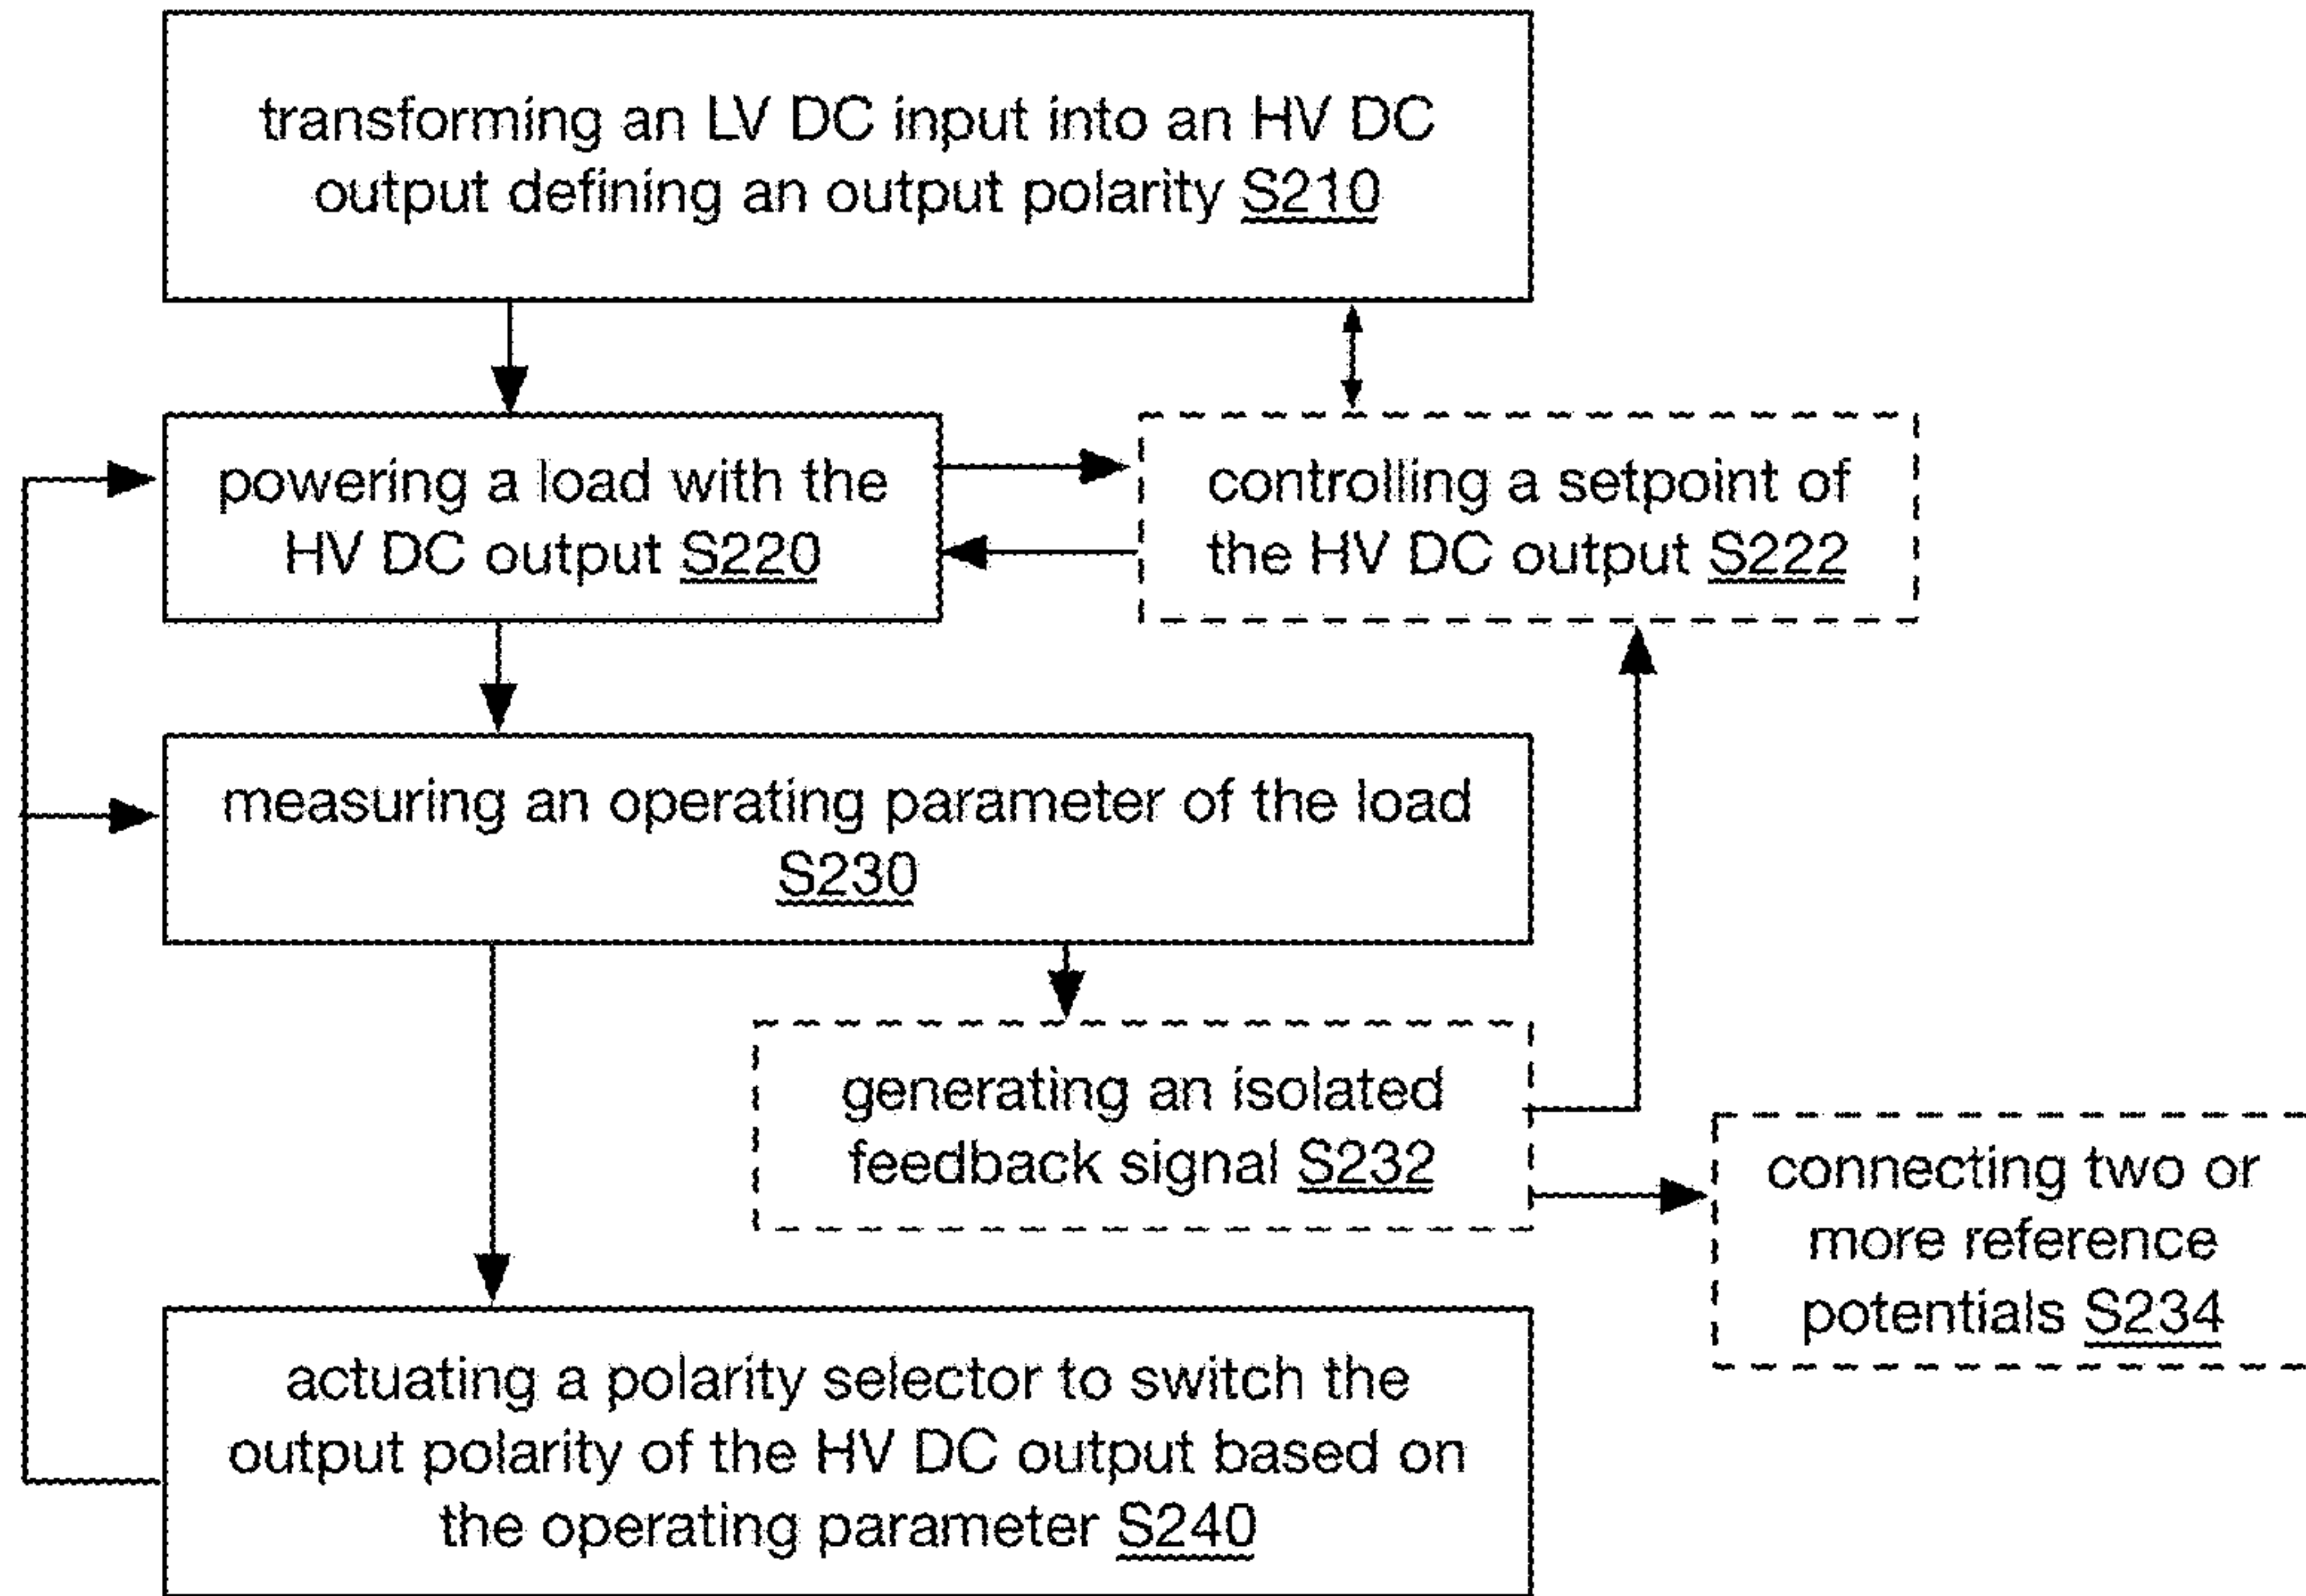 transforming an LV DC input into an HV DC
output defining an output polarity S210
powering a load with the
HV DC output S220
controlling a setpoint of
the HV DC output S222
measuring an operating parameter of the load
S230
generating an isolated
feedback signal S232
connecting two or
more reference
potentials S234
actuating a polarity selector to switch the
output polarity of the HV DC output based on
the operating parameter S240